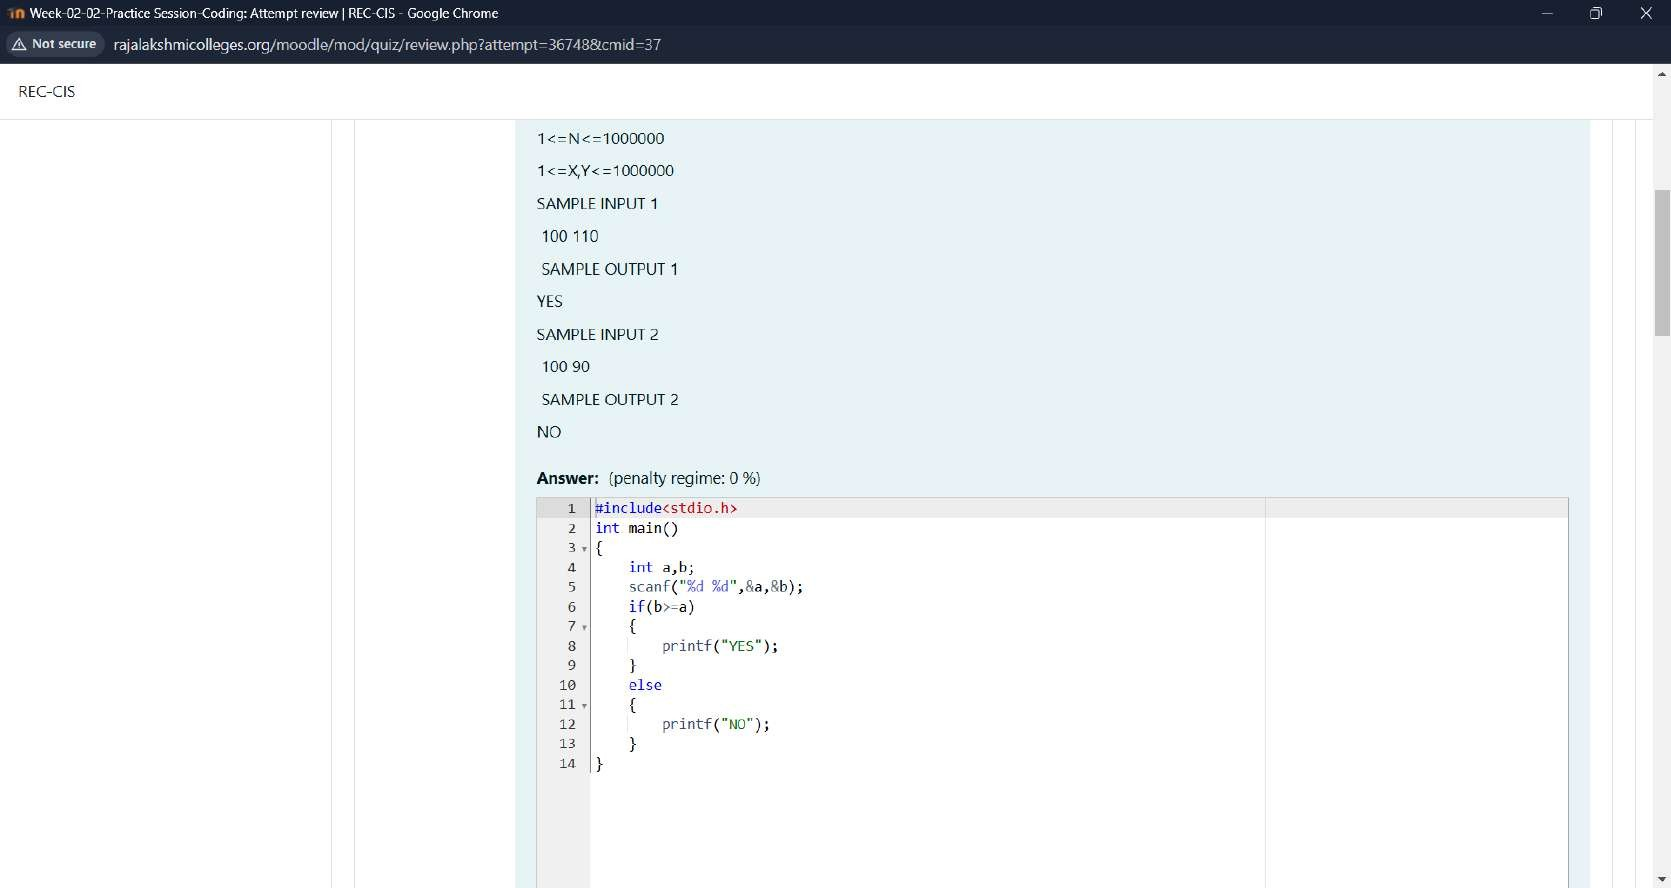 Week-02-02-Practice Session-Coding: Attempt review | REC-CIS - Google Chrome
Not secure rajalakshmicolleges.org/moodle/mod/quiz/review.php?attempt=36748&cmid=37
REC-CIS
1<=N<=1000000
1<=X,Y<=1000000
SAMPLE INPUT 1
100 110
SAMPLE OUTPUT 1
YES
SAMPLE INPUT 2
100 90
SAMPLE OUTPUT 2
NO
Answer: (penalty regime: 0 %)
1 #include<stdio.h>
2 int main()
3 {
4 int a,b;
5 scanf("%d %d",&a,&b);
6 if(b>=a)
7 {
8 printf("YES");
9 }
10 else
11 {
12 printf("NO");
13 }
14 }